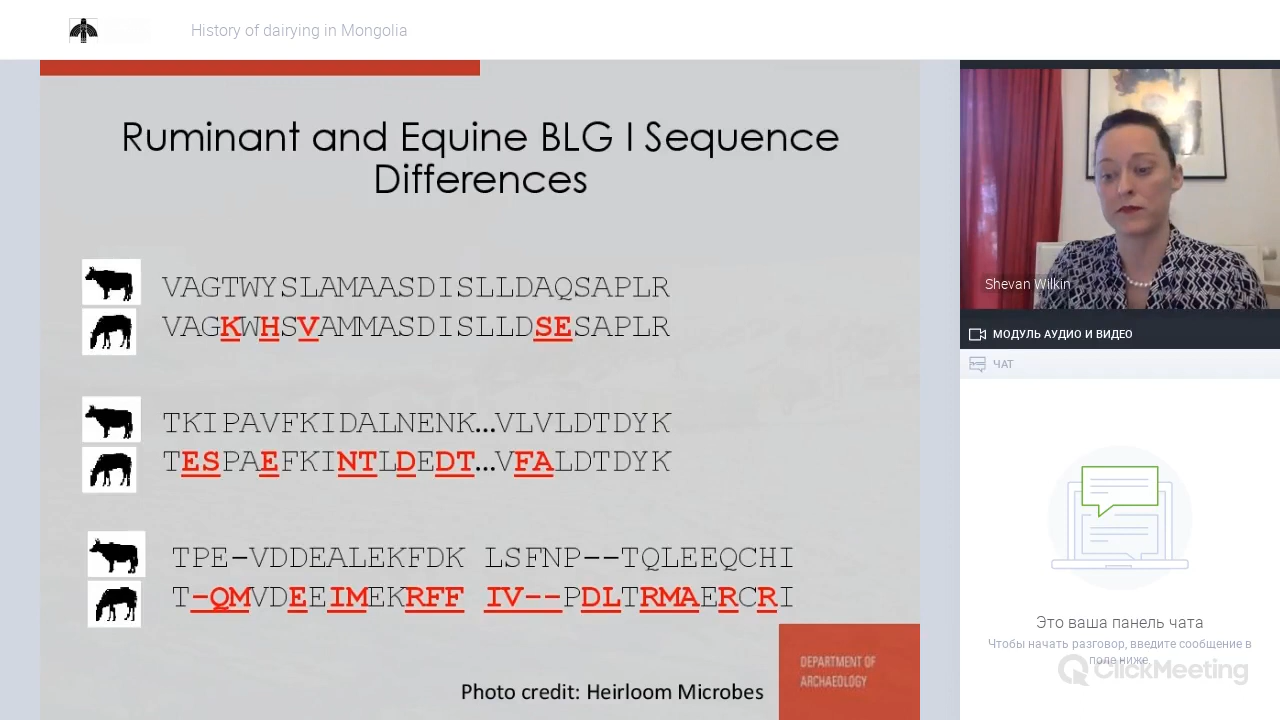 History of dairying in Mongolia
Ruminant and Equine BLG I Sequence
Differences
VAGTWYSLAMAASDISLLDAQSAPLR
VAGKWHSVAMMASDISLLDSESAPLR
TKIPAVFKIDALNENK...VLVLDTDYK
TESPAEFKINTLDEDT...VFALDTDYK
TPE–VDDEALEKFDK LSFNP––TQLEEQCHI
T–QMVDEEIMEKRFF IV––PDLTRMAERCRI
Photo credit: Heirloom Microbes
DEPARTMENT OF
ARCHAEOLOGY
Shevan Wilkin
МОДУЛЬ АУДИО И ВИДЕО
ЧАТ
Это ваша панель чата
Чтобы начать разговор, введите сообщение в
поле ниже
ClickMeeting